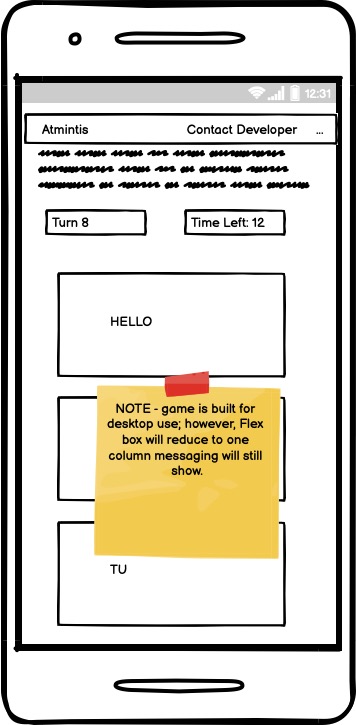 12:31
Atmintis Contact Developer ...
Turn 8 Time Left: 12
HELLO
NOTE - game is built for
desktop use; however, Flex
box will reduce to one
column messaging will still
show.
TU